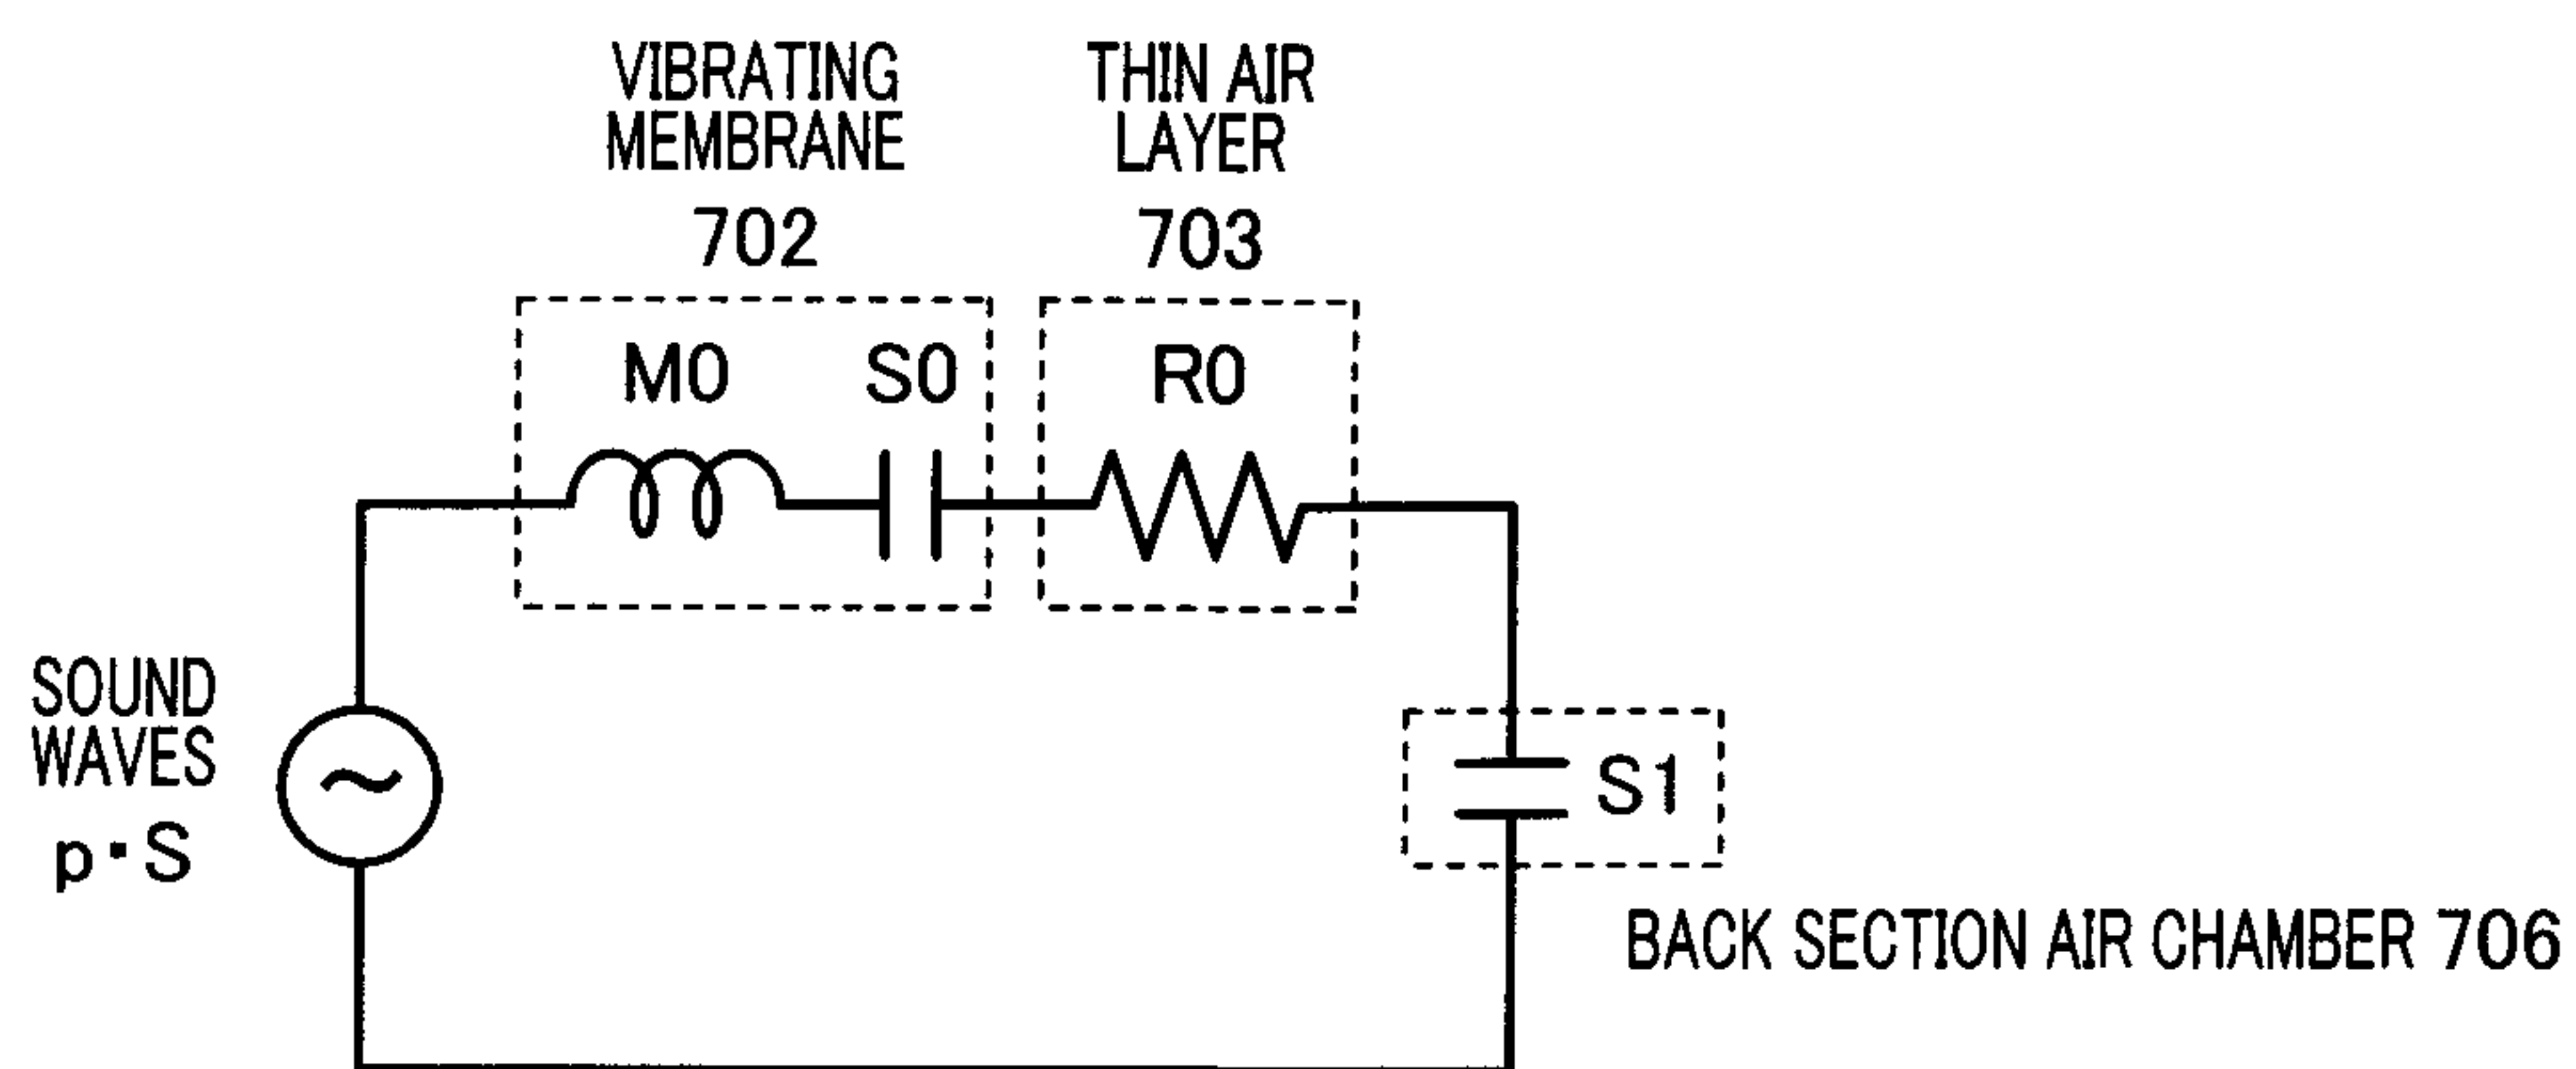 VIBRATING
MEMBRANE
702
THIN AIR
LAYER
703
M0
S0
R0
SOUND
WAVES
p・S
S1
BACK SECTION AIR CHAMBER 706